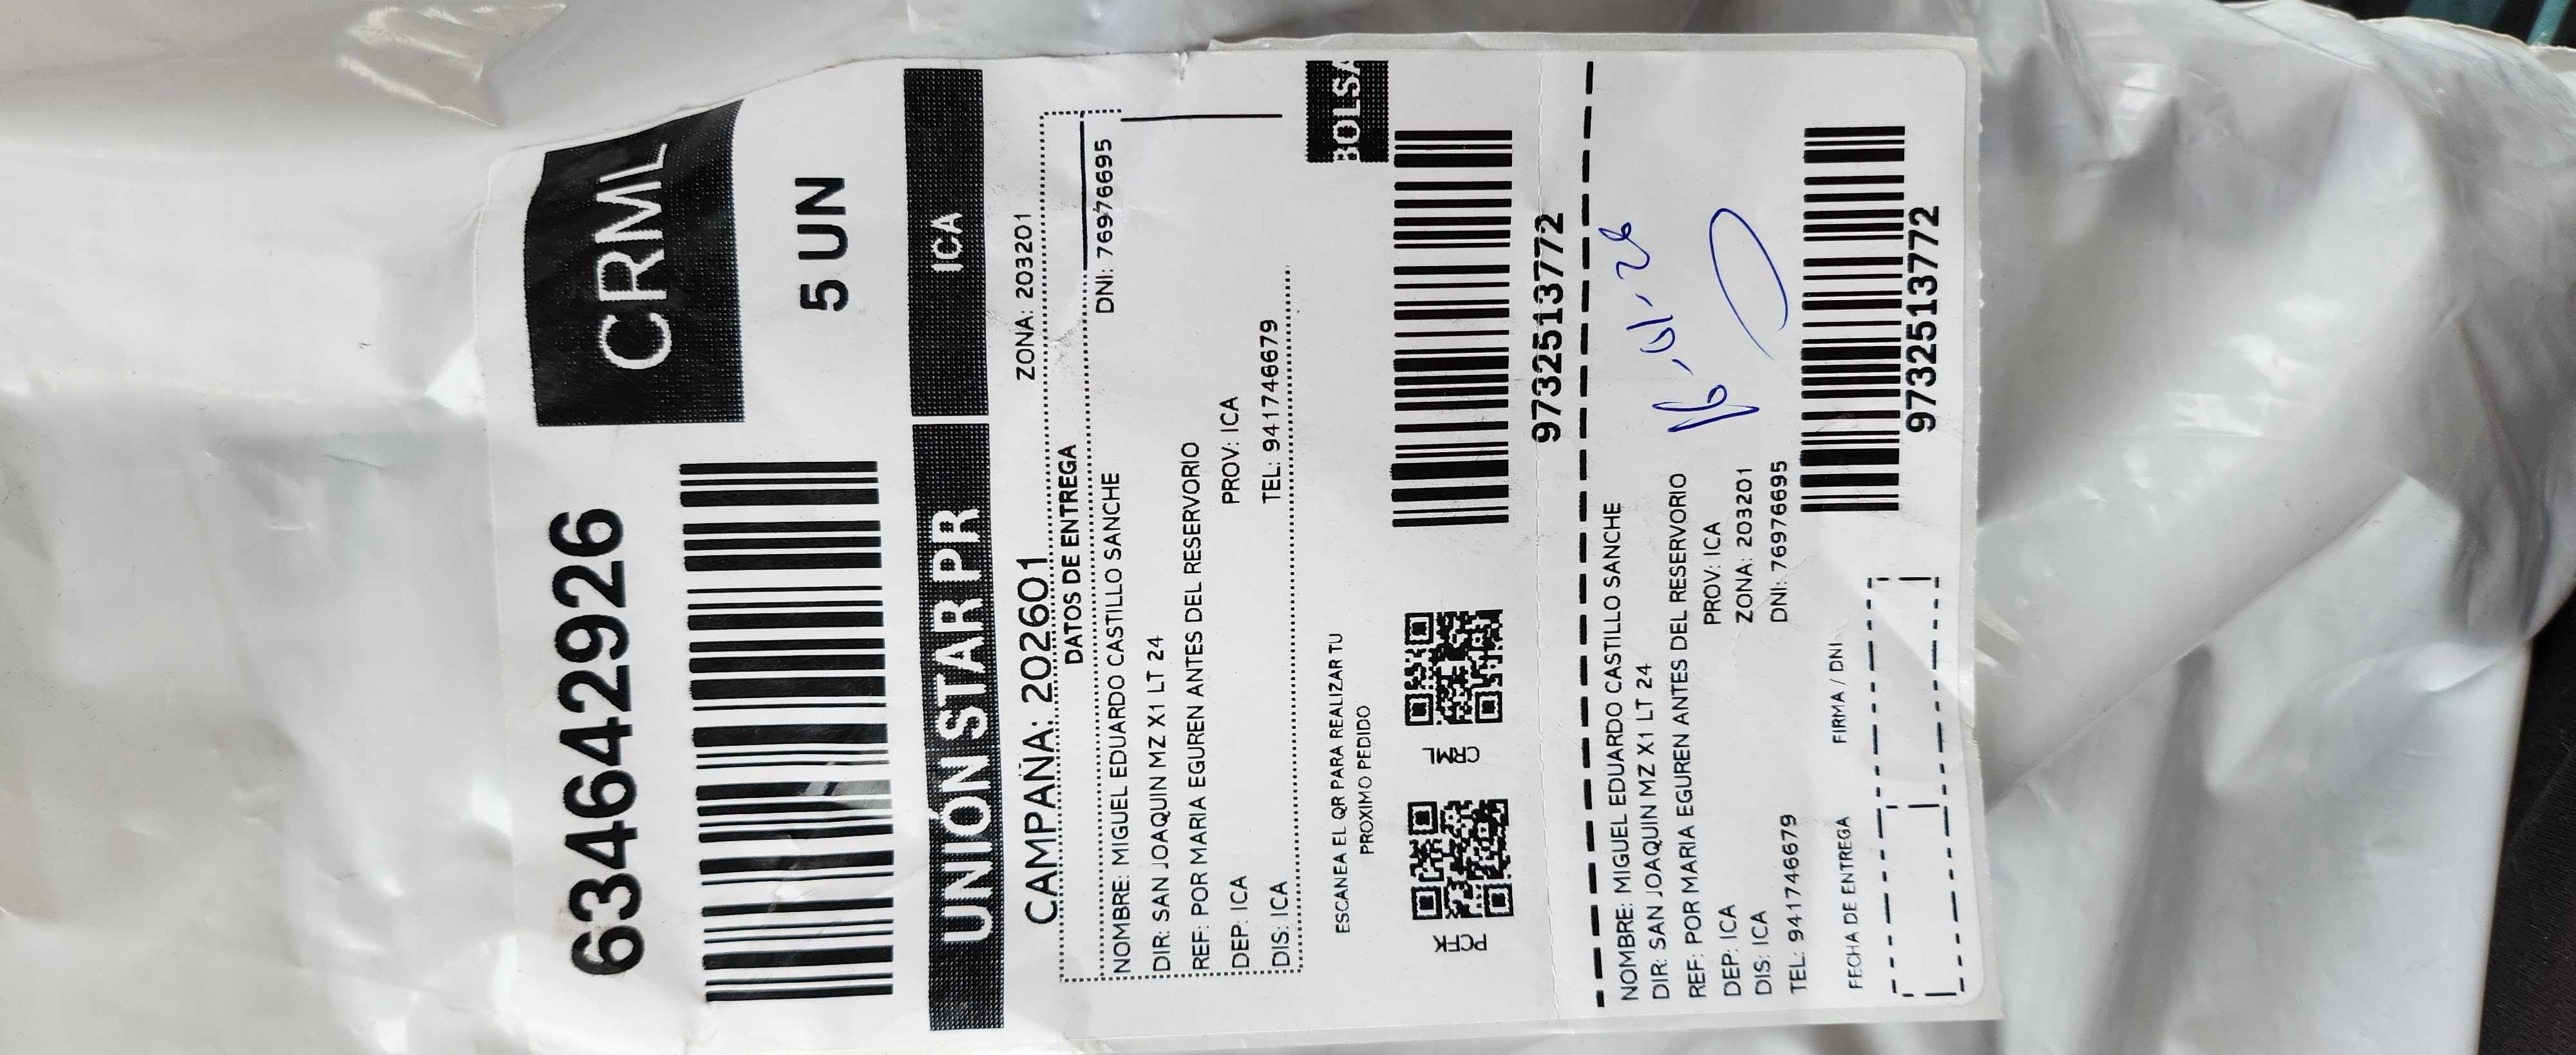 6346642926
CRML
5 UN
UNIÓN STAR PR
ICA
CAMPAÑA: 202601
ZONA: 203201
DATOS DE ENTREGA
NOMBRE: MIGUEL EDUARDO CASTILLO SANCHE
DNI: 76976695
DIR: SAN JOAQUIN MZ X1 LT 24
REF: POR MARIA EGUREN ANTES DEL RESERVORIO
DEP: ICA
PROV: ICA
DIS: ICA
TEL: 941746679
BOLSA
ESCANEA EL QR PARA REALIZAR TU
PROXIMO PEDIDO
CRML
9732513772
NOMBRE: MIGUEL EDUARDO CASTILLO SANCHE
DIR: SAN JOAQUIN MZ X1 LT 24
REF: POR MARIA EGUREN ANTES DEL RESERVORIO
DEP: ICA
PROV: ICA
DIS: ICA
ZONA: 203201
TEL: 941746679
DNI: 76976695
FECHA DE ENTREGA
FIRMA / DNI
9732513772